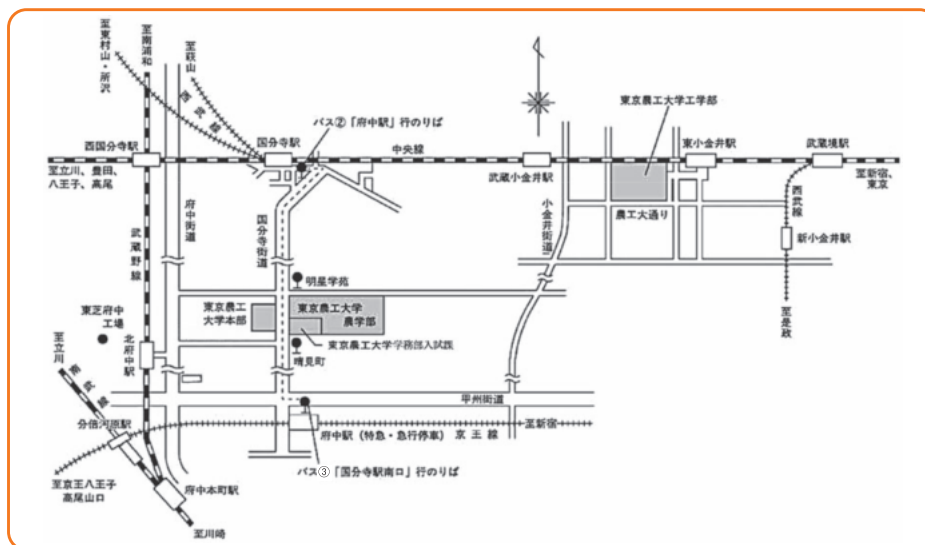 至東村山・所沢
至南浦和
至萩山
西武線
バス②「府中駅」行のりば
東京農工大学工学部
西国分寺駅
国分寺駅
中央線
武蔵小金井駅
東小金井駅
武蔵境駅
至立川、豊田、
八王子、高尾
至新宿、
東京
府中街道
国分寺街道
小金井街道
農工大通り
西武線
新小金井駅
至是政
武蔵野線
明星学苑
東京農工
大学本部
東京農工大学
農学部
東京農工大学学務部入試課
晴見町
東芝府中
工場
北府中駅
至立川
南武線
甲州街道
分倍河原駅
府中駅(特急・急行停車)
京王線
至新宿
バス③「国分寺駅南口」行のりば
至京王八王子
高尾山口
府中本町駅
至川崎